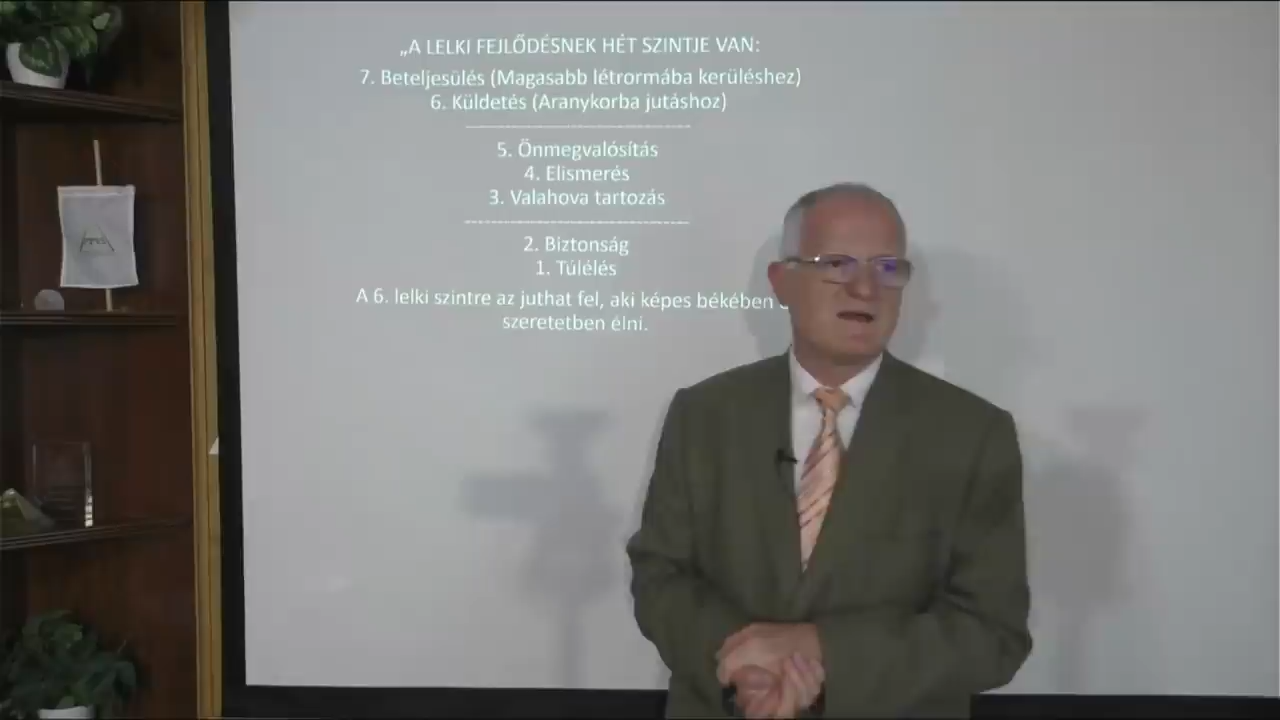 „A LELKI FEJLŐDÉSNEK HÉT SZINTJE VAN:
7. Beteljesülés (Magasabb létrormába kerüléshez)
6. Küldetés (Aranykorba jutáshoz)
5. Önmegvalósítás
4. Elismerés
3. Valahova tartozás
2. Biztonság
1. Túlélés
A 6. lelki szintre az juthat fel, aki képes békében
szeretetben élni.